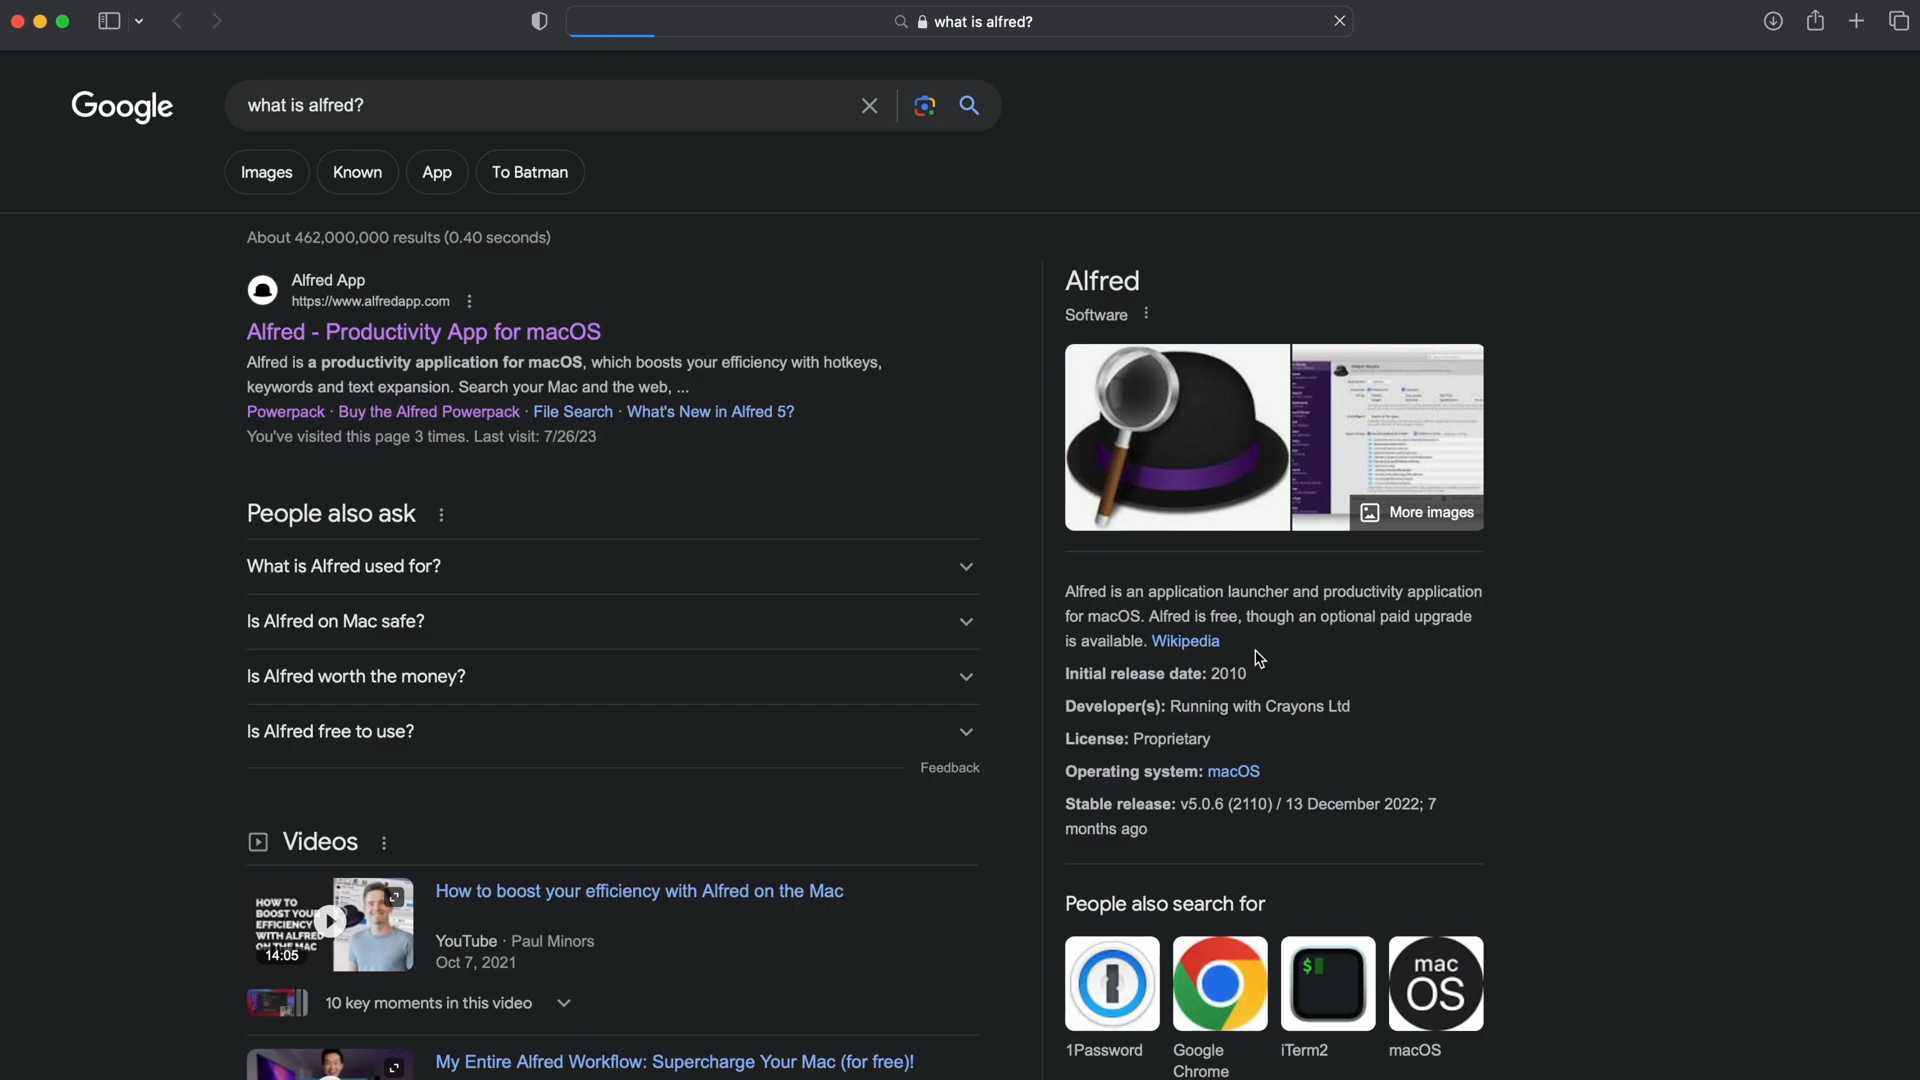 what is alfred?
Google
what is alfred?
Images
Known
App
To Batman
About 462,000,000 results (0.40 seconds)
Alfred App
https://www.alfredapp.com
Alfred - Productivity App for macOS
Alfred is a productivity application for macOS, which boosts your efficiency with hotkeys,
keywords and text expansion. Search your Mac and the web, ...
Powerpack · Buy the Alfred Powerpack · File Search · What's New in Alfred 5?
You've visited this page 3 times. Last visit: 7/26/23
People also ask
What is Alfred used for?
Is Alfred on Mac safe?
Is Alfred worth the money?
Is Alfred free to use?
Feedback
Videos
HOW TO
BOOST YOUR
EFFICIENCY
WITH ALFRED
ON THE MAC
14:05
How to boost your efficiency with Alfred on the Mac
YouTube · Paul Minors
Oct 7, 2021
10 key moments in this video
My Entire Alfred Workflow: Supercharge Your Mac (for free)!
Alfred
Software
More images
Alfred is an application launcher and productivity application
for macOS. Alfred is free, though an optional paid upgrade
is available. Wikipedia
Initial release date: 2010
Developer(s): Running with Crayons Ltd
License: Proprietary
Operating system: macOS
Stable release: v5.0.6 (2110) / 13 December 2022; 7
months ago
People also search for
$
mac
OS
1Password
Google
Chrome
iTerm2
macOS